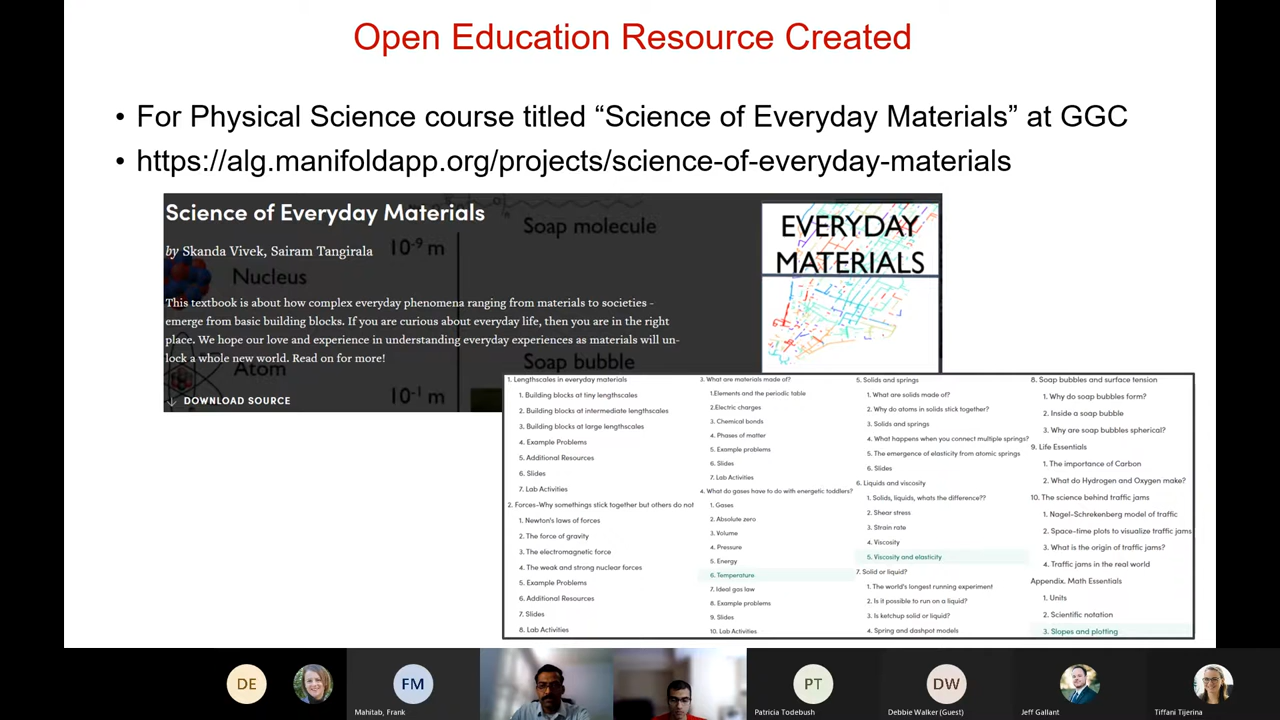 Open Education Resource Created
• For Physical Science course titled “Science of Everyday Materials” at GGC
• https://alg.manifoldapp.org/projects/science-of-everyday-materials
Science of Everyday Materials
by Skanda Vivek, Sairam Tangirala
This textbook is about how complex everyday phenomena ranging from materials to societies -
emerge from basic building blocks. If you are curious about everyday life, then you are in the right
place. We hope our love and experience in understanding everyday experiences as materials will un-
lock a whole new world. Read on for more!
DOWNLOAD SOURCE
Soap molecule
10-9 m
Nucleus
Atom
Soap bubble
10-1 m
EVERYDAY
MATERIALS
1. Lengthscales in everyday materials
1. Building blocks at tiny lengthscales
2. Building blocks at intermediate lengthscales
3. Building blocks at large lengthscales
4. Example Problems
5. Additional Resources
6. Slides
7. Lab Activities
2. Forces-Why somethings stick together but others do not
1. Newton's laws of forces
2. The force of gravity
3. The electromagnetic force
4. The weak and strong nuclear forces
5. Example Problems
6. Additional Resources
7. Slides
8. Lab Activities
3. What are materials made of?
1.Elements and the periodic table
2.Electric charges
3. Chemical bonds
4. Phases of matter
5. Example problems
6. Slides
7. Lab Activities
4. What do gases have to do with energetic toddlers?
1. Gases
2. Absolute zero
3. Volume
4. Pressure
5. Energy
6. Temperature
7. Ideal gas law
8. Example problems
9. Slides
10. Lab Activities
5. Solids and springs
1. What are solids made of?
2. Why do atoms in solids stick together?
3. Solids and springs
4. What happens when you connect multiple springs?
5. The emergence of elasticity from atomic springs
6. Slides
6. Liquids and viscosity
1. Solids, liquids, whats the difference??
2. Shear stress
3. Strain rate
4. Viscosity
5. Viscosity and elasticity
7. Solid or liquid?
1. The world's longest running experiment
2. Is it possible to run on a liquid?
3. Is ketchup solid or liquid?
4. Spring and dashpot models
8. Soap bubbles and surface tension
1. Why do soap bubbles form?
2. Inside a soap bubble
3. Why are soap bubbles spherical?
9. Life Essentials
1. The importance of Carbon
2. What do Hydrogen and Oxygen make?
10. The science behind traffic jams
1. Nagel-Schrekenberg model of traffic
2. Space-time plots to visualize traffic jams
3. What is the origin of traffic jams?
4. Traffic jams in the real world
Appendix. Math Essentials
1. Units
2. Scientific notation
3. Slopes and plotting
DE
FM
Mahitab, Frank
PT
Patricia Todebush
DW
Debbie Walker (Guest)
Jeff Gallant
Tiffani Tijerina